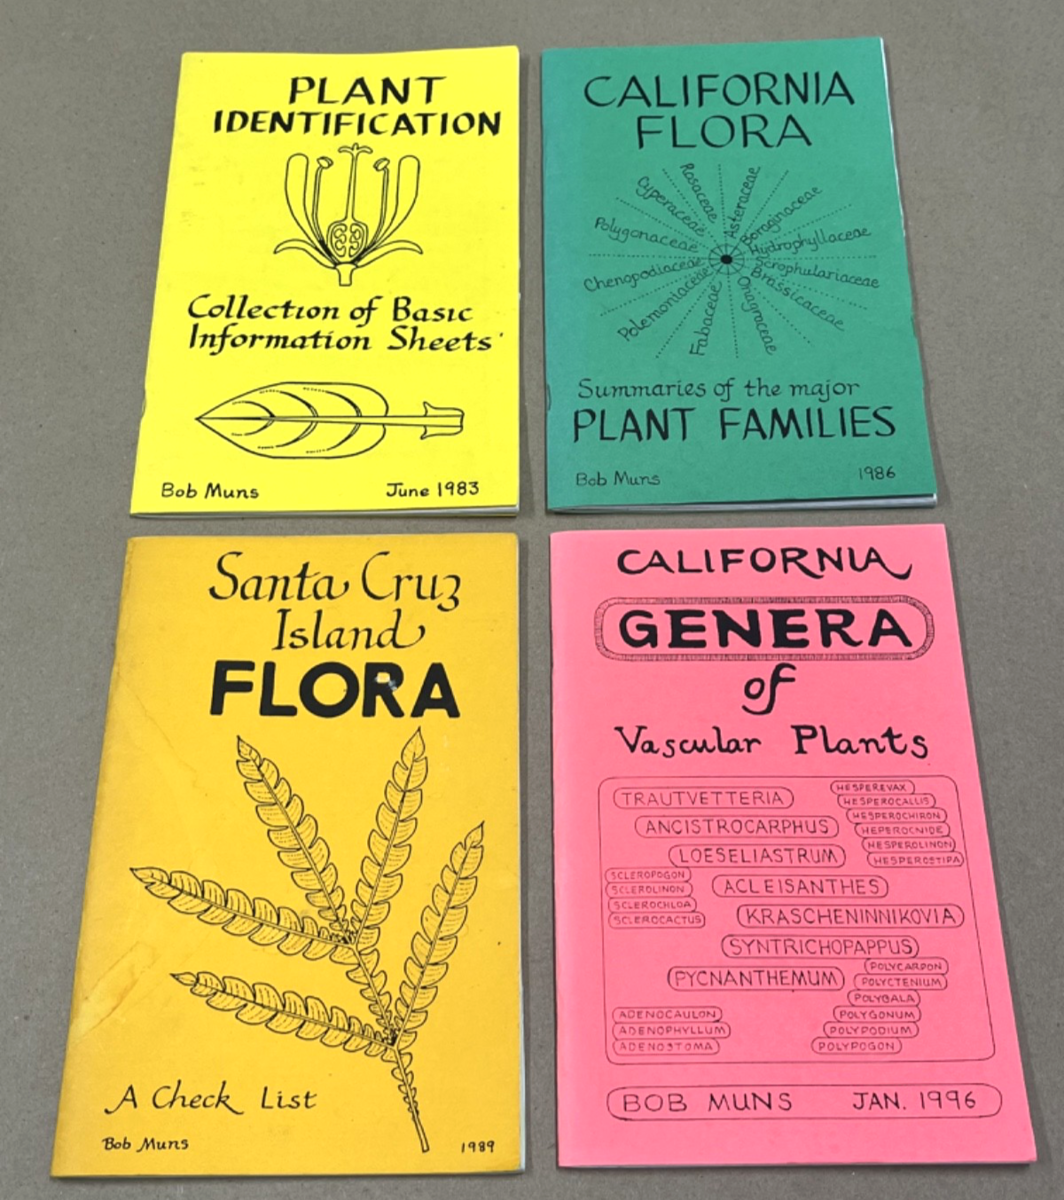 PLANT
IDENTIFICATION
Collection of Basic
Information Sheets
Bob Muns
June 1983
CALIFORNIA
FLORA
Rosaceae
Asteraceae
Boraginaceae
Hydrophyllaceae
Scrophulariaceae
Brassicaceae
Onagraceae
Fabaceae
Polemoniaceae
Chenopodiaceae
Polygonaceae
Cyperaceae
Summaries of the major
PLANT FAMILIES
Bob Muns
1986
Santa Cruz
Island
FLORA
A Check List
Bob Muns
1989
CALIFORNIA
GENERA
of
Vascular Plants
TRAUTVETTERIA
ANCISTROCARPHUS
LOESELIASTRUM
ACLEISANTHES
KRASCHENINNIKOVIA
SYNTRICHOPAPPUS
PYCNANTHEMUM
HESPEREVAX
HESPEROCALLIS
HESPEROCHIRON
HEPEROCNIDE
HESPEROLINON
HESPEROSTIPA
SCLEROPOGON
SCLEROLINON
SCLEROCHLOA
SCLEROCACTUS
POLYCARPON
POLYCTENIUM
POLYGALA
POLYGONUM
POLYPODIUM
POLYPOGON
ADENOCAULON
ADENOPHYLLUM
ADENOSTOMA
BOB MUNS JAN. 1996